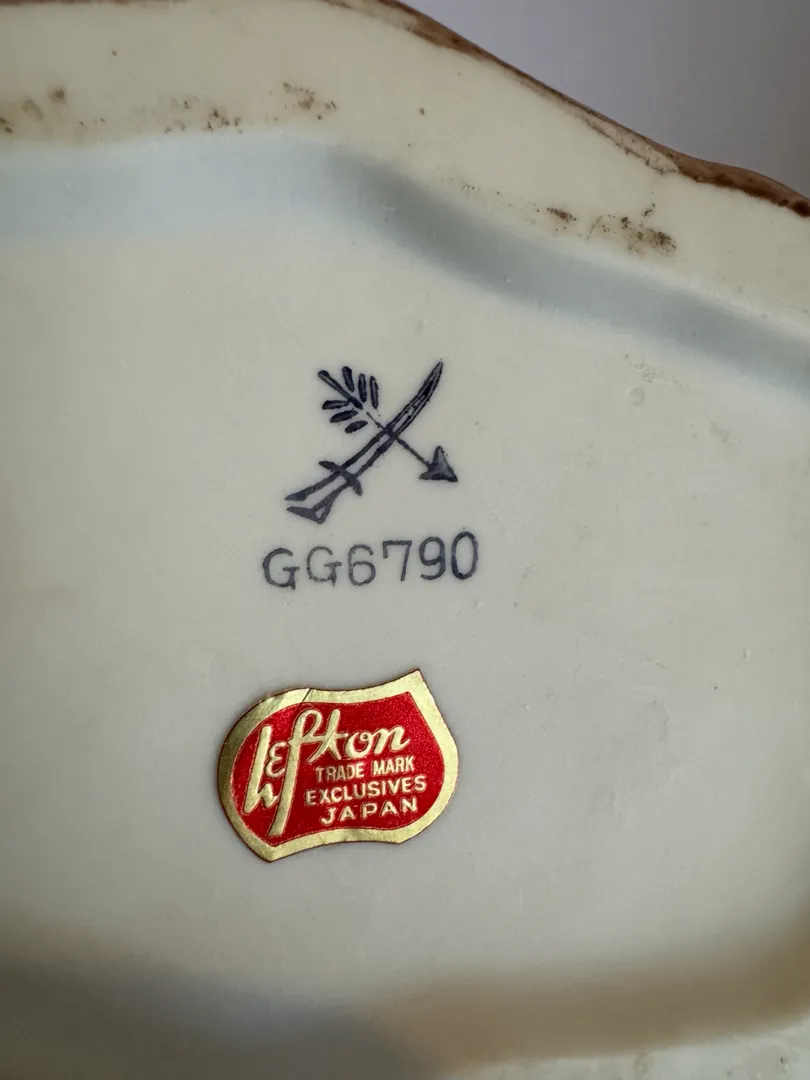 GG6790
Lefton
TRADE MARK
EXCLUSIVES
JAPAN